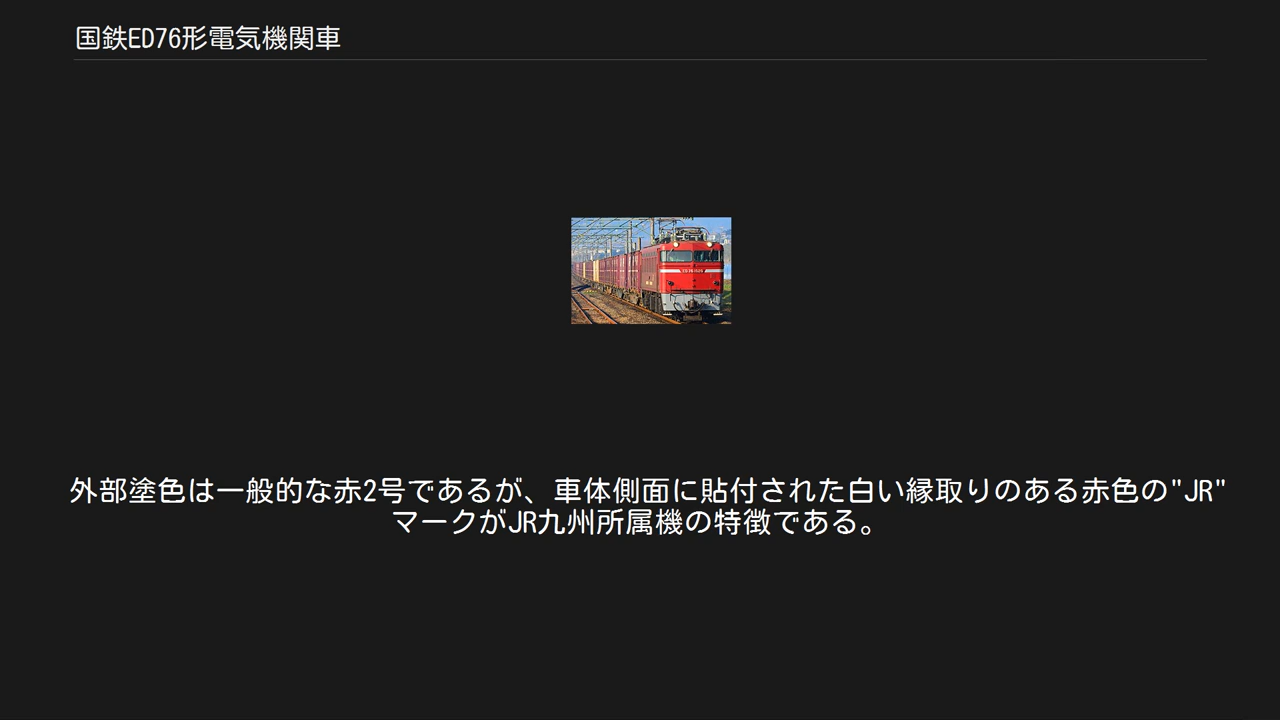 国鉄ED76形電気機関車
外部塗色は一般的な赤2号であるが、車体側面に貼付された白い縁取りのある赤色の"JR"
マークがJR九州所属機の特徴である。